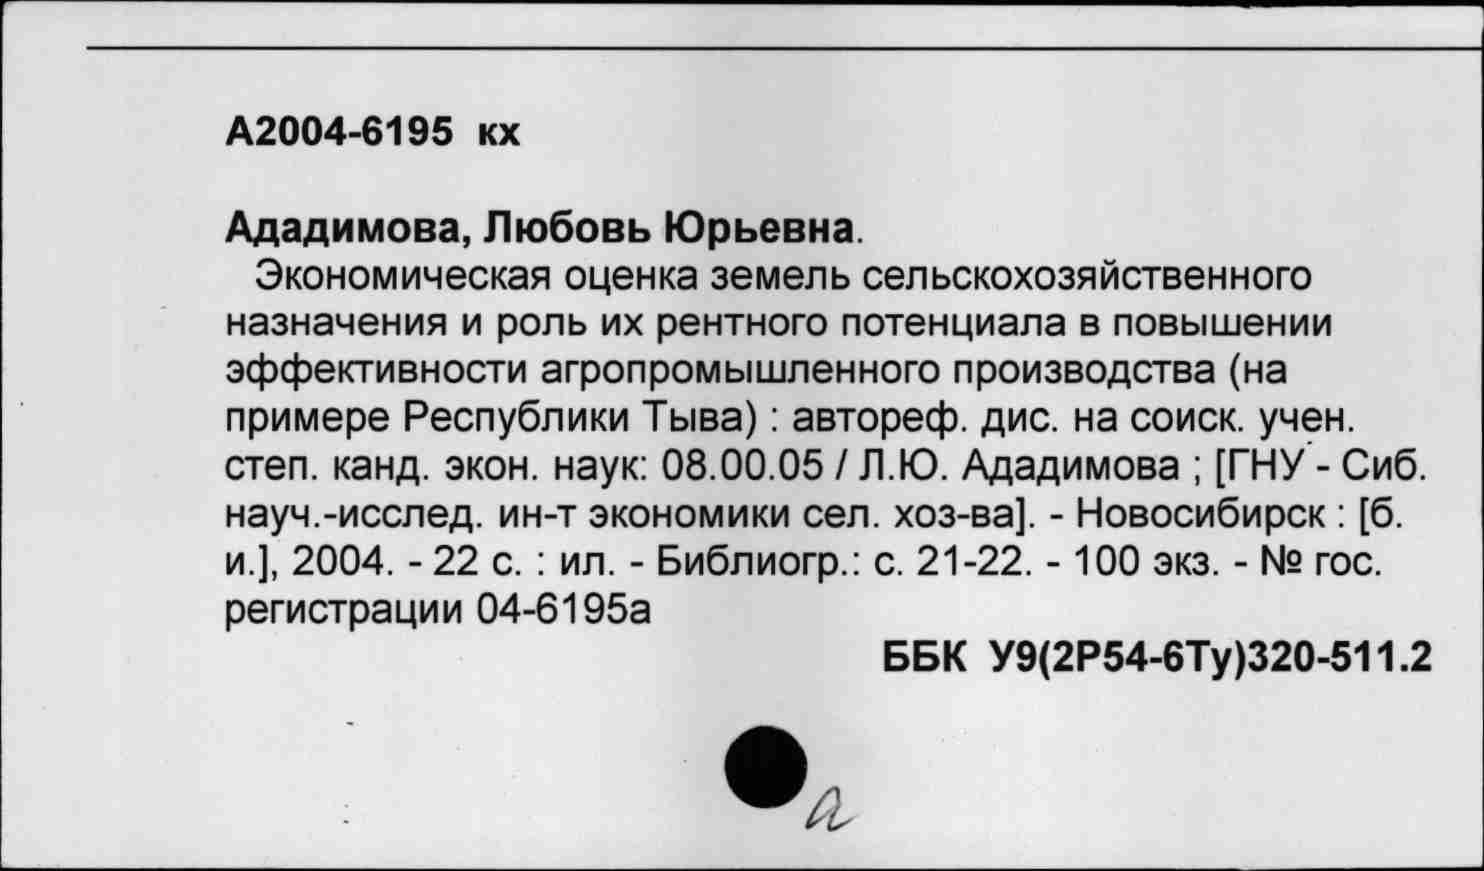 А2004-6195 кх
Ададимова, Любовь Юрьевна.
Экономическая оценка земель сельскохозяйственного
назначения и роль их рентного потенциала в повышении
эффективности агропромышленного производства (на
примере Республики Тыва) : автореф. дис. на соиск. учен.
степ. канд. экон. наук: 08.00.05 / Л.Ю. Ададимова ; [ГНУ - Сиб.
науч.-исслед. ин-т экономики сел. хоз-ва]. - Новосибирск : [б.
и.], 2004. - 22 с. : ил. - Библиогр.: с. 21-22. - 100 экз. - № гос.
регистрации 04-6195а
ББК У9(2Р54-6Ту)320-511.2
а